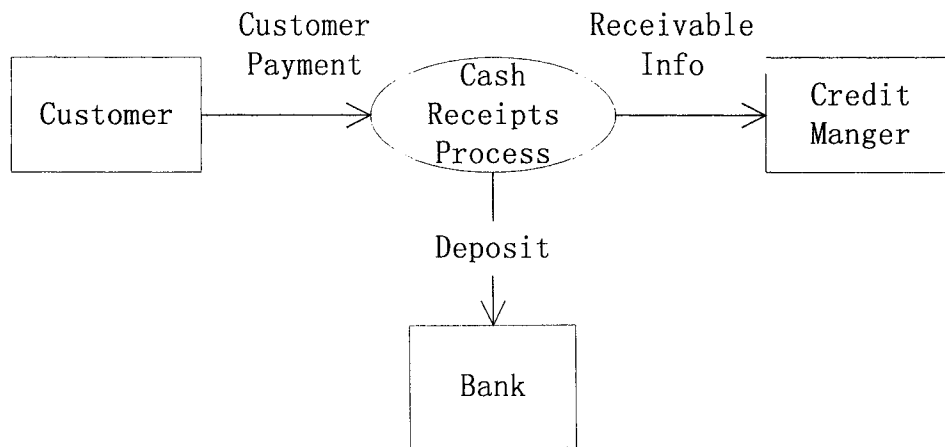 Customer
Payment
Receivable
Info
Customer
Cash
Receipts
Process
Credit
Manger
Deposit
Bank